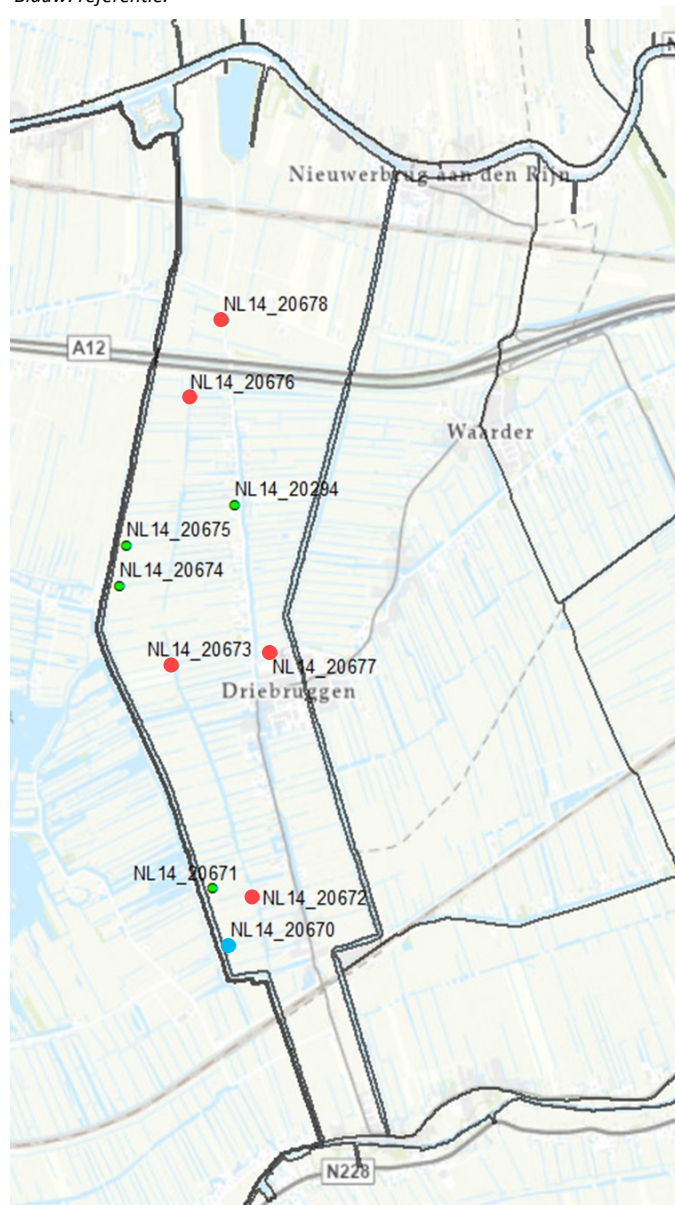 Blauw: referentie.
N
Nieuwerbrug aan den Rijn
NL14_20678
A12
NL14_20676
Waarder
NL14_20294
NL14_20675
NL14_20674
NL14_20673
NL14_20677
Driebruggen
NL14_20671
NL14_20672
NL14_20670
N228